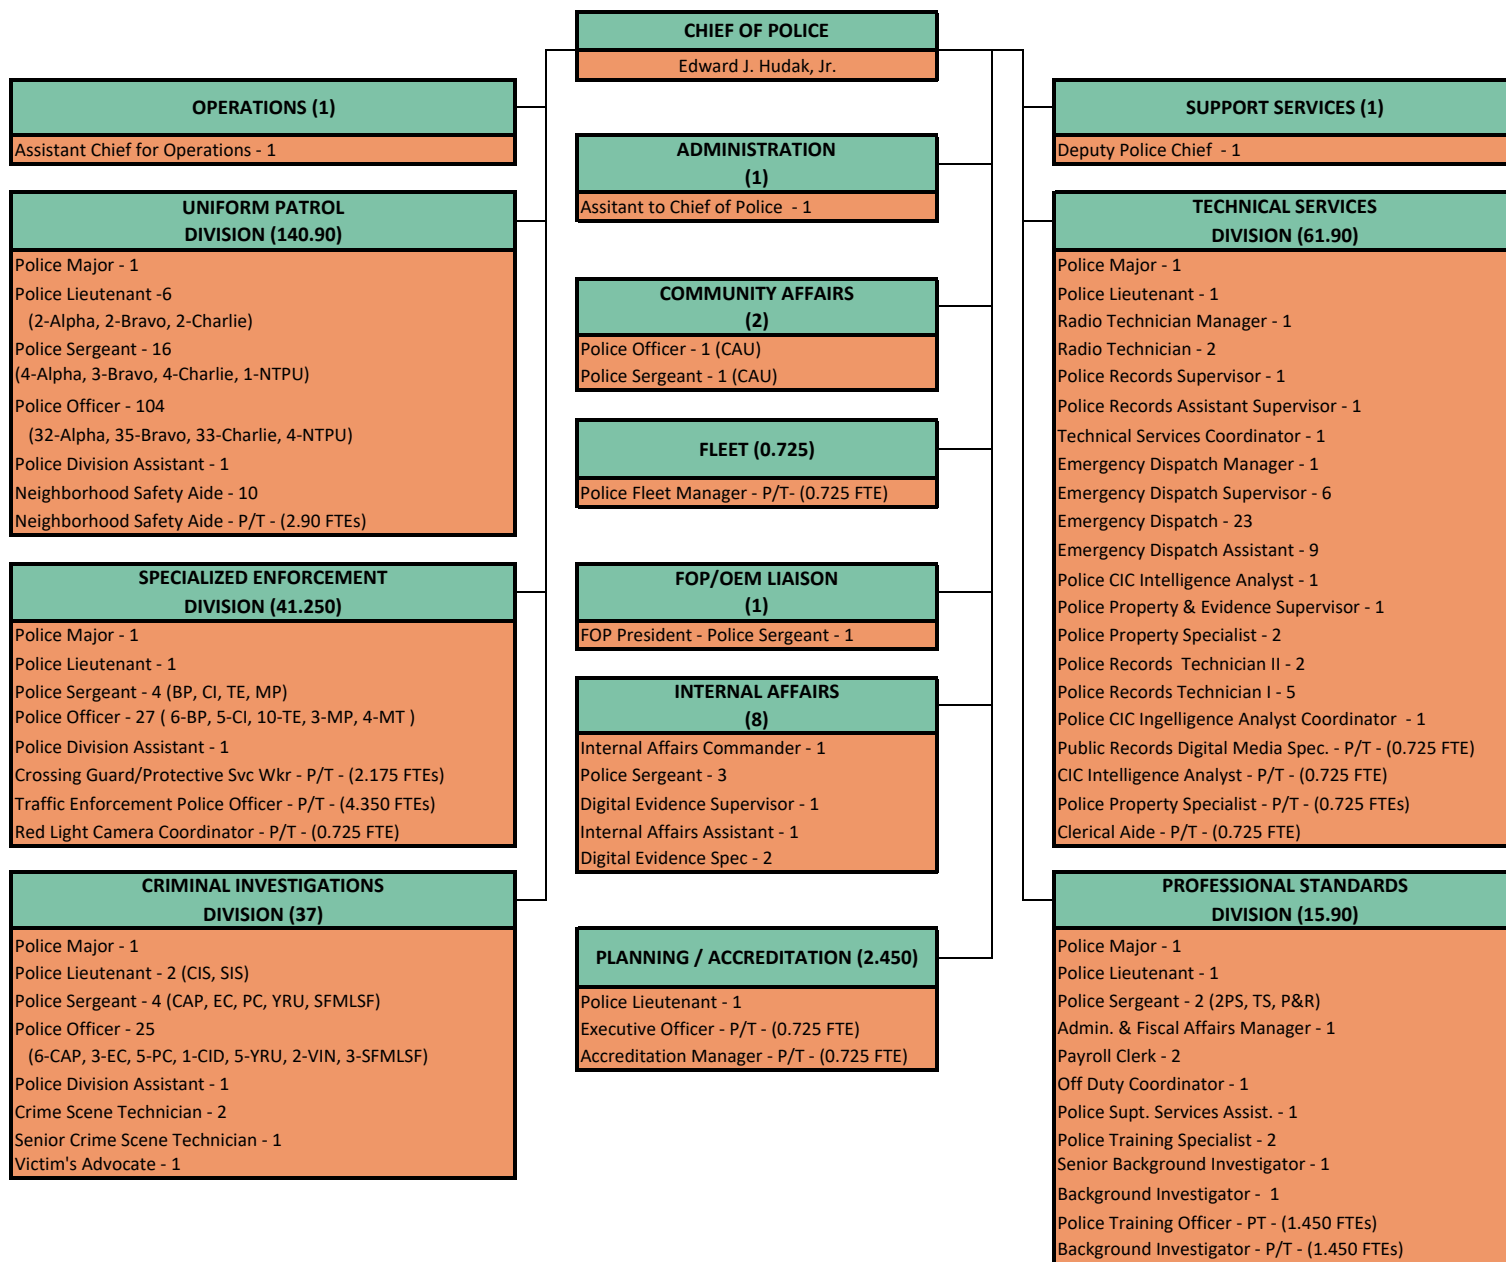 CHIEF OF POLICE
Edward J. Hudak, Jr.
OPERATIONS (1)
Assistant Chief for Operations - 1
UNIFORM PATROL
DIVISION (140.90)
Police Major - 1
Police Lieutenant -6
(2-Alpha, 2-Bravo, 2-Charlie)
Police Sergeant - 16
(4-Alpha, 3-Bravo, 4-Charlie, 1-NTPU)
Police Officer - 104
(32-Alpha, 35-Bravo, 33-Charlie, 4-NTPU)
Police Division Assistant - 1
Neighborhood Safety Aide - 10
Neighborhood Safety Aide - P/T - (2.90 FTEs)
SPECIALIZED ENFORCEMENT
DIVISION (41.250)
Police Major - 1
Police Lieutenant - 1
Police Sergeant - 4 (BP, CI, TE, MP)
Police Officer - 27 ( 6-BP, 5-CI, 10-TE, 3-MP, 4-MT )
Police Division Assistant - 1
Crossing Guard/Protective Svc Wkr - P/T - (2.175 FTEs)
Traffic Enforcement Police Officer - P/T - (4.350 FTEs)
Red Light Camera Coordinator - P/T - (0.725 FTE)
CRIMINAL INVESTIGATIONS
DIVISION (37)
Police Major - 1
Police Lieutenant - 2 (CIS, SIS)
Police Sergeant - 4 (CAP, EC, PC, YRU, SFMLSF)
Police Officer - 25
(6-CAP, 3-EC, 5-PC, 1-CID, 5-YRU, 2-VIN, 3-SFMLSF)
Police Division Assistant - 1
Crime Scene Technician - 2
Senior Crime Scene Technician - 1
Victim's Advocate - 1
ADMINISTRATION
(1)
Assitant to Chief of Police - 1
COMMUNITY AFFAIRS
(2)
Police Officer - 1 (CAU)
Police Sergeant - 1 (CAU)
FLEET (0.725)
Police Fleet Manager - P/T- (0.725 FTE)
FOP/OEM LIAISON
(1)
FOP President - Police Sergeant - 1
INTERNAL AFFAIRS
(8)
Internal Affairs Commander - 1
Police Sergeant - 3
Digital Evidence Supervisor - 1
Internal Affairs Assistant - 1
Digital Evidence Spec - 2
PLANNING / ACCREDITATION (2.450)
Police Lieutenant - 1
Executive Officer - P/T - (0.725 FTE)
Accreditation Manager - P/T - (0.725 FTE)
SUPPORT SERVICES (1)
Deputy Police Chief - 1
TECHNICAL SERVICES
DIVISION (61.90)
Police Major - 1
Police Lieutenant - 1
Radio Technician Manager - 1
Radio Technician - 2
Police Records Supervisor - 1
Police Records Assistant Supervisor - 1
Technical Services Coordinator - 1
Emergency Dispatch Manager - 1
Emergency Dispatch Supervisor - 6
Emergency Dispatch - 23
Emergency Dispatch Assistant - 9
Police CIC Intelligence Analyst - 1
Police Property & Evidence Supervisor - 1
Police Property Specialist - 2
Police Records Technician II - 2
Police Records Technician I - 5
Police CIC Ingelligence Analyst Coordinator - 1
Public Records Digital Media Spec. - P/T - (0.725 FTE)
CIC Intelligence Analyst - P/T - (0.725 FTE)
Police Property Specialist - P/T - (0.725 FTEs)
Clerical Aide - P/T - (0.725 FTE)
PROFESSIONAL STANDARDS
DIVISION (15.90)
Police Major - 1
Police Lieutenant - 1
Police Sergeant - 2 (2PS, TS, P&R)
Admin. & Fiscal Affairs Manager - 1
Payroll Clerk - 2
Off Duty Coordinator - 1
Police Supt. Services Assist. - 1
Police Training Specialist - 2
Senior Background Investigator - 1
Background Investigator - 1
Police Training Officer - PT - (1.450 FTEs)
Background Investigator - P/T - (1.450 FTEs)